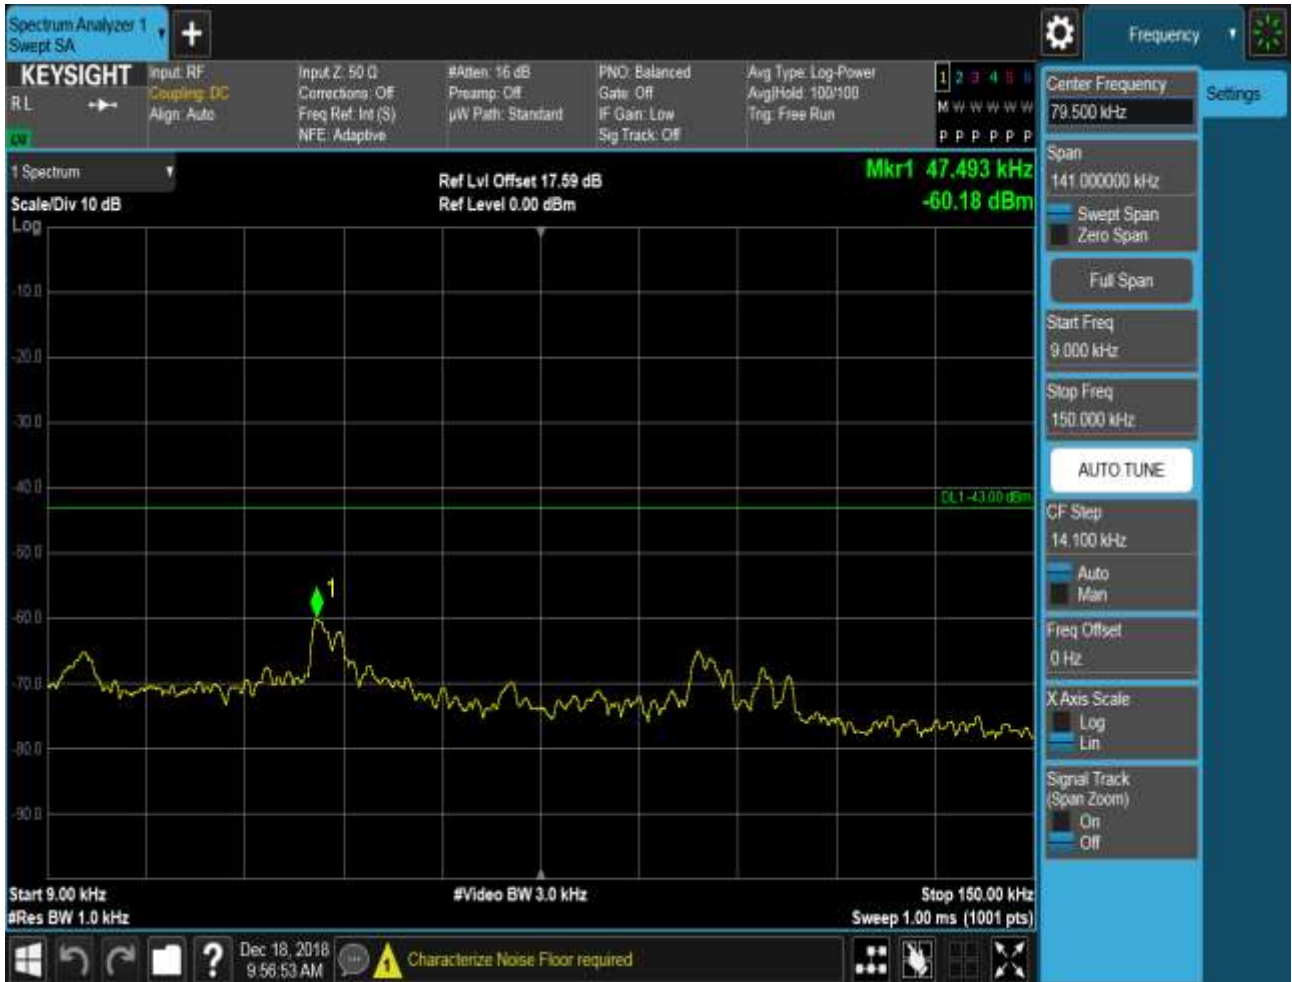 Spectrum Analyzer 1
Swept SA
Frequency
KEYSIGHT
RL
Input: RF
Coupling: DC
Align: Auto
Input Z: 50 Ω
Corrections: Off
Freq Ref: Int (S)
NFE: Adaptive
#Atten: 16 dB
Preamp: Off
µW Path: Standard
PNO: Balanced
Gate: Off
IF Gain: Low
Sig Track: Off
Avg Type: Log-Power
Avg|Hold: 100/100
Trig: Free Run
1 2 3 4 5 6
M W W W W W
P P P P P P
Center Frequency
79.500 kHz
Settings
1 Spectrum
Scale/Div 10 dB
Log
Ref Lvl Offset 17.59 dB
Ref Level 0.00 dBm
Mkr1 47.493 kHz
-60.18 dBm
Span
141.000000 kHz
Swept Span
Zero Span
Full Span
Start Freq
9.000 kHz
Stop Freq
150.000 kHz
AUTO TUNE
CF Step
14.100 kHz
Auto
Man
Freq Offset
0 Hz
X Axis Scale
Log
Lin
Signal Track
(Span Zoom)
On
Off
-10.0
-20.0
-30.0
-40.0
DL1 -43.00 dBm
-50.0
1
-60.0
-70.0
-80.0
-90.0
Start 9.00 kHz
#Video BW 3.0 kHz
Stop 150.00 kHz
#Res BW 1.0 kHz
Sweep 1.00 ms (1001 pts)
?
Dec 18, 2018
9:56:53 AM
1
Characterize Noise Floor required